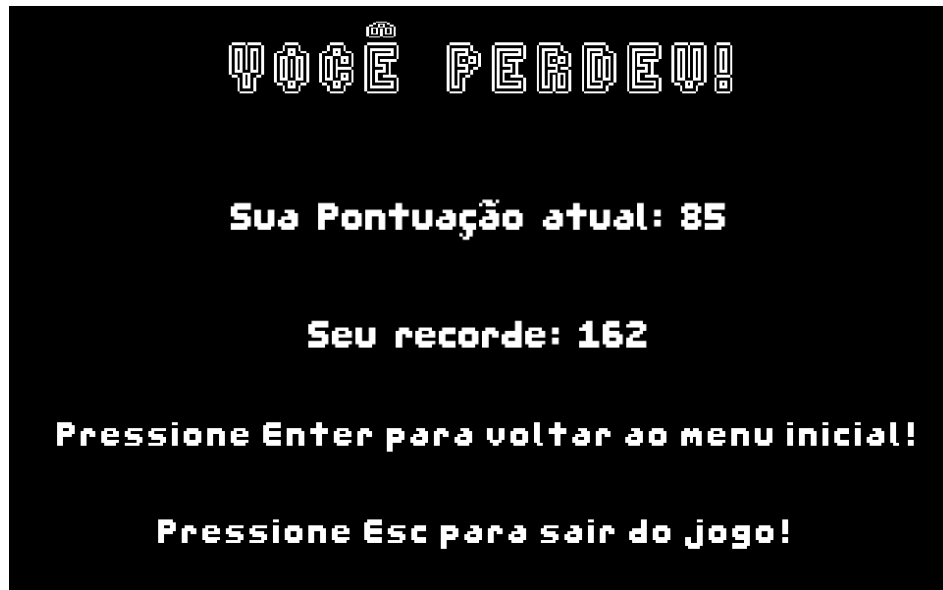 VOCÊ PERDEU!
Sua Pontuação atual: 85
Seu recorde: 162
Pressione Enter para voltar ao menu inicial!
Pressione Esc para sair do jogo!